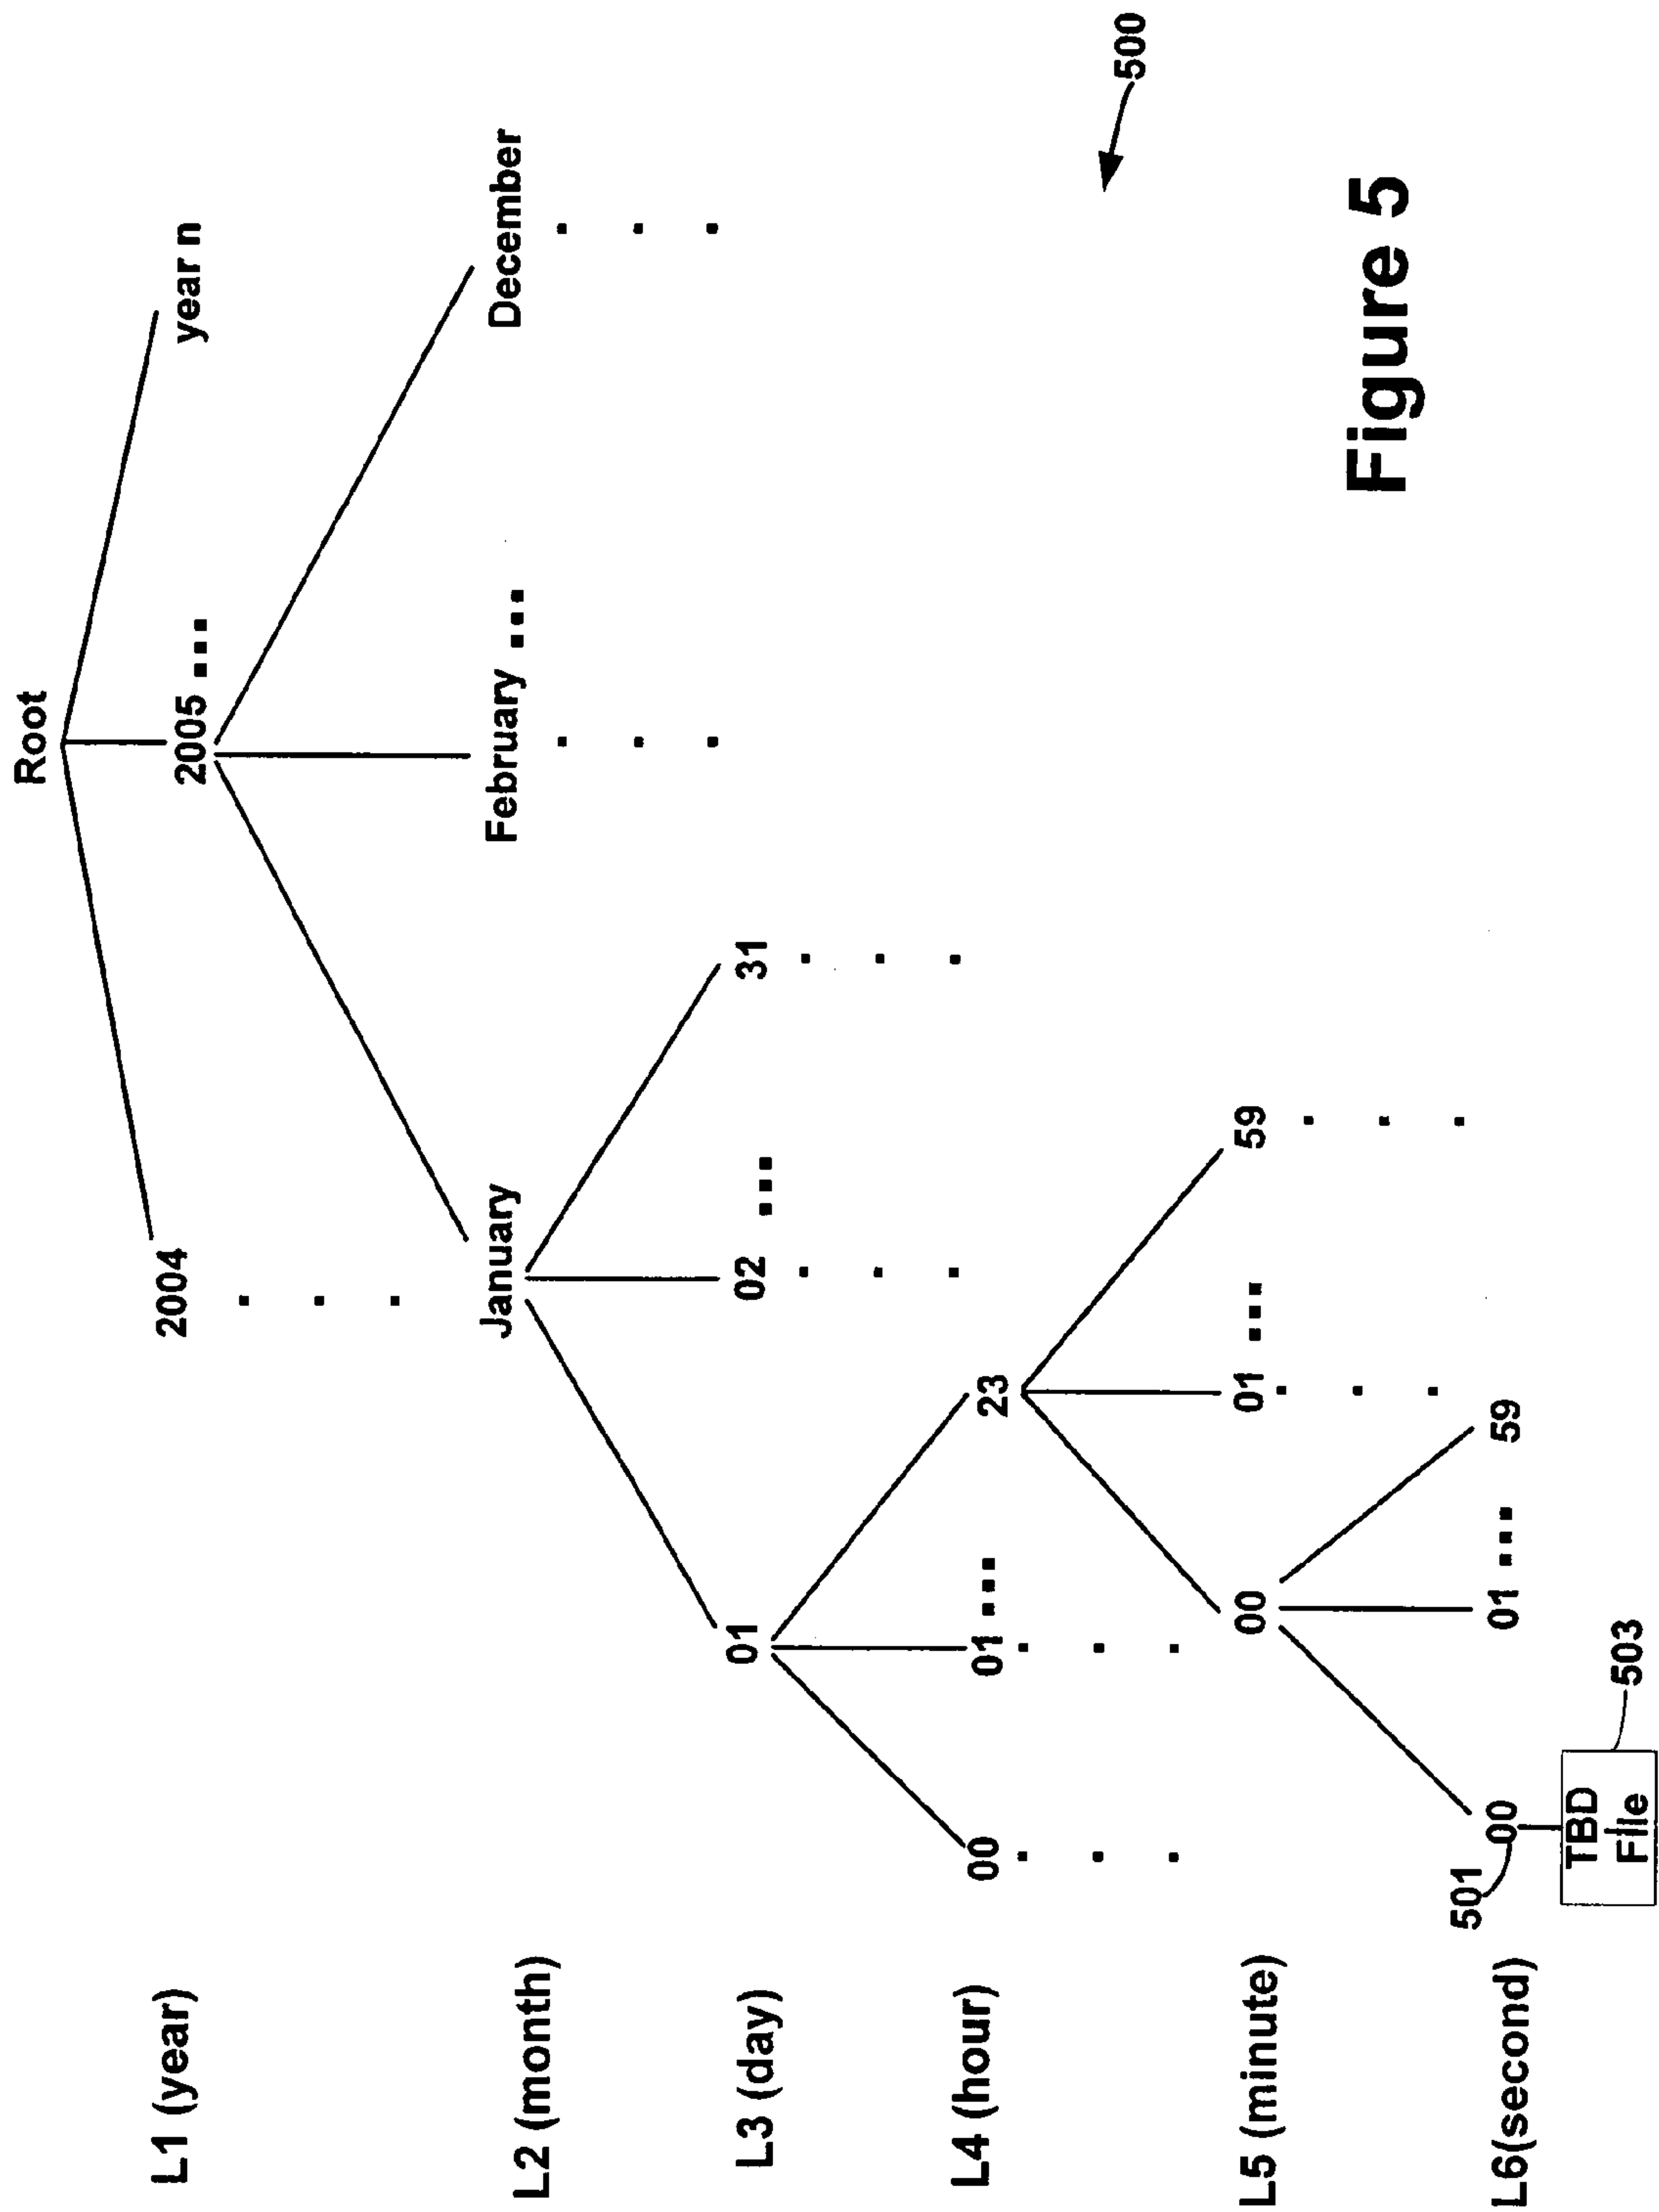 Root
L1 (year)
2004
2005 ...
year n
L2 (month)
January
February ...
December
L3 (day)
01
02 ...
31
L4 (hour)
00
01 ...
23
L5 (minute)
00
01 ...
59
L6(second)
501
00
01 ...
59
TBD
File
503
500
Figure 5